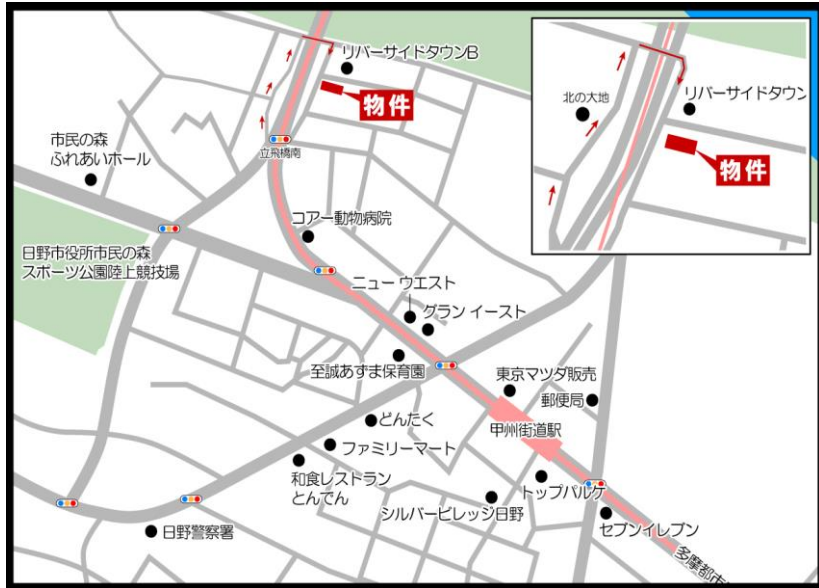 リバーサイドタウンB
物件
立飛橋南
市民の森
ふれあいホール
コアー動物病院
日野市役所市民の森
スポーツ公園陸上競技場
ニュー ウエスト
グラン イースト
至誠あずま保育園
東京マツダ販売
郵便局
甲州街道駅
どんたく
ファミリーマート
和食レストラン
とんでん
トップパルケ
シルバービレッジ日野
セブンイレブン
日野警察署
多摩都市
北の大地
リバーサイドタウン
物件